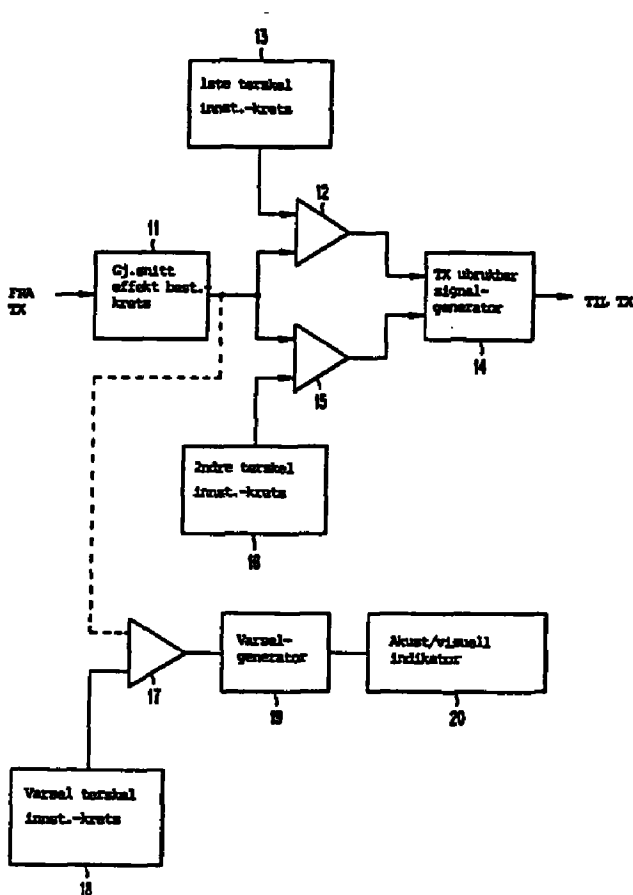 13
1ste terskel
innst.-krets
12
11
Gj.snitt
effekt best.-
krets
FRA
TX
TX ubrukbar
signal-
generator
TIL TX
14
15
2ndre terskel
innst.-krets
16
17
Varsel-
generator
19
Akust/visuell
indikator
20
Varsel terskel
innst.-krets
18